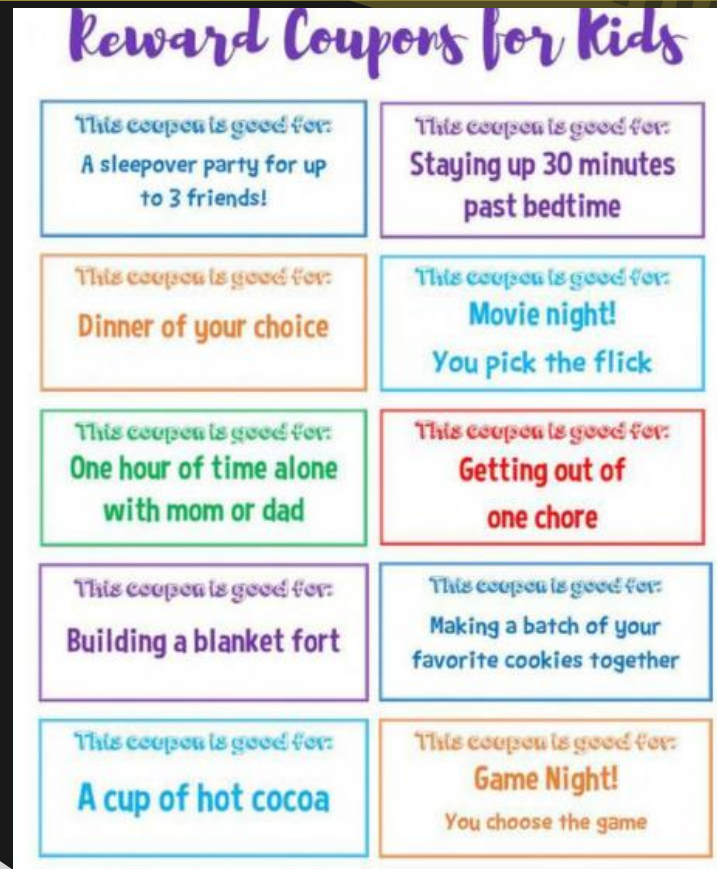 Reward Coupons for Kids
This coupon is good for:
A sleepover party for up
to 3 friends!
This coupon is good for:
Staying up 30 minutes
past bedtime
This coupon is good for:
Dinner of your choice
This coupon is good for:
Movie night!
You pick the flick
This coupon is good for:
One hour of time alone
with mom or dad
This coupon is good for:
Getting out of
one chore
This coupon is good for:
Building a blanket fort
This coupon is good for:
Making a batch of your
favorite cookies together
This coupon is good for:
A cup of hot cocoa
This coupon is good for:
Game Night!
You choose the game